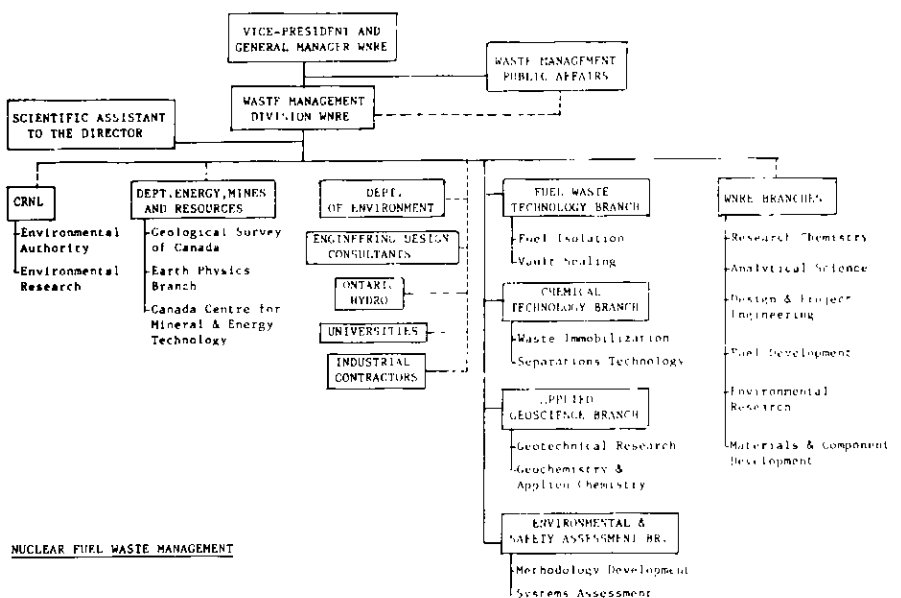 VICE-PRESIDENT AND
GENERAL MANAGER WNRE
WASTE MANAGEMENT
PUBLIC AFFAIRS
WASTE MANAGEMENT
DIVISION WNRE
SCIENTIFIC ASSISTANT
TO THE DIRECTOR
CRNL
Environmental
Authority
Environmental
Research
DEPT.ENERGY,MINES
AND RESOURCES
Geological Survey
of Canada
Earth Physics
Branch
Canada Centre for
Mineral & Energy
Technology
DEPT.
OF ENVIRONMENT
ENGINEERING DESIGN
CONSULTANTS
ONTARIO
HYDRO
UNIVERSITIES
INDUSTRIAL
CONTRACTORS
FUEL WASTE
TECHNOLOGY BRANCH
Fuel Isolation
Vault Sealing
CHEMICAL
TECHNOLOGY BRANCH
Waste Immobilization
Separations Technology
APPLIED
GEOSCIENCE BRANCH
Geotechnical Research
Geochemistry &
Applied Chemistry
ENVIRONMENTAL &
SAFETY ASSESSMENT BR.
Methodology Development
Systems Assessment
WNRE BRANCHES
Research Chemistry
Analytical Science
Design & Project
Engineering
Fuel Development
Environmental
Research
Materials & Component
Development
NUCLEAR FUEL WASTE MANAGEMENT